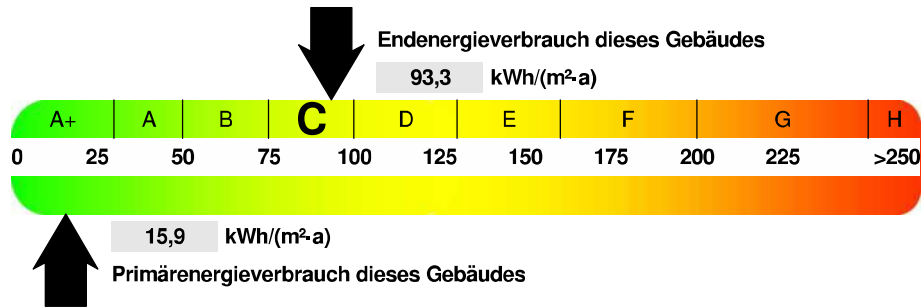 Endenergieverbrauch dieses Gebäudes
93,3 kWh/(m²·a)
A+ A B C D E F G H
0 25 50 75 100 125 150 175 200 225 >250
15,9 kWh/(m²·a)
Primärenergieverbrauch dieses Gebäudes